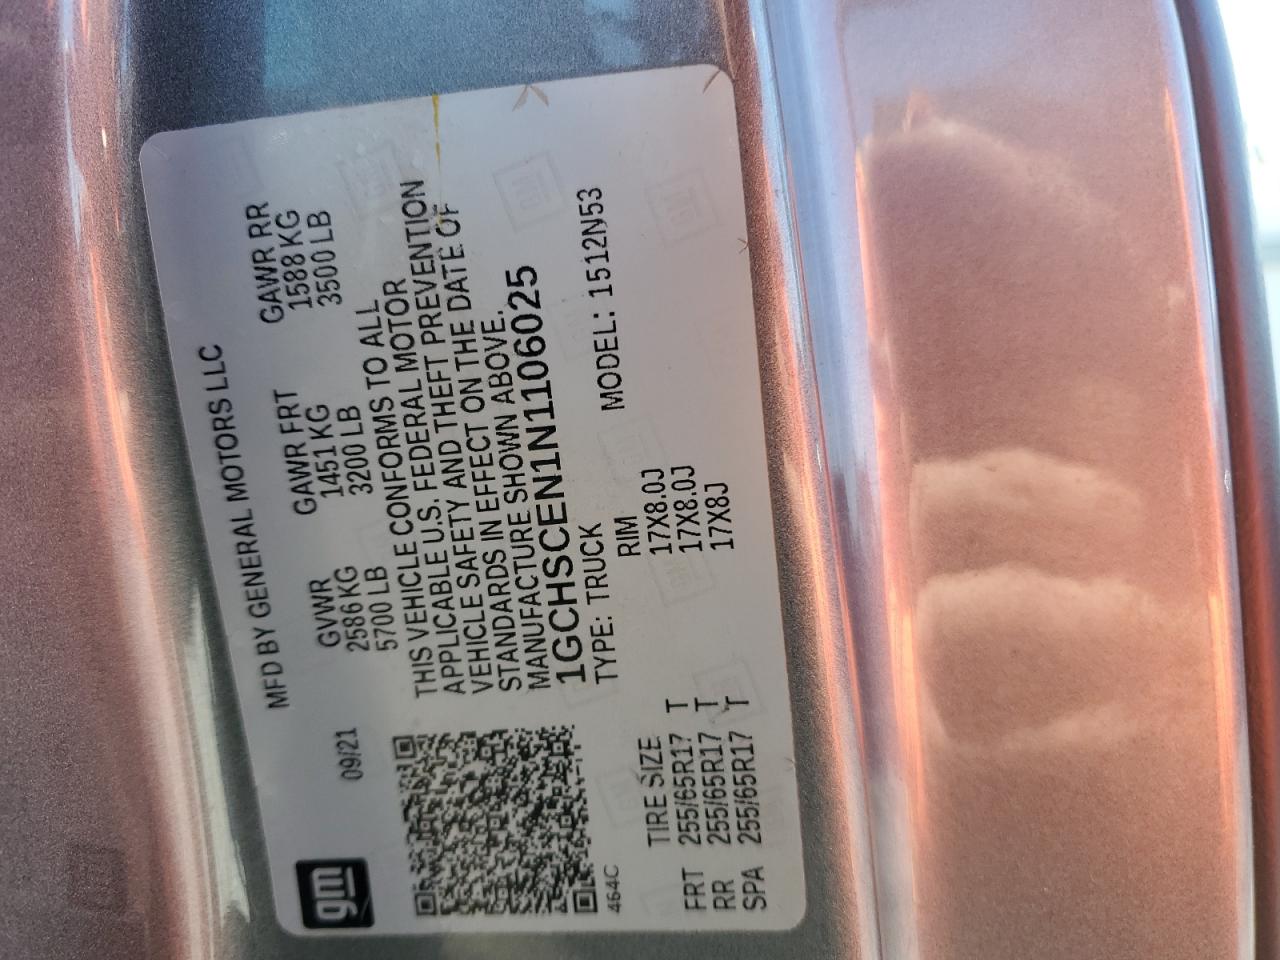 gm
MFD BY GENERAL MOTORS LLC
09/21
GVWR GAWR FRT GAWR RR
2586 KG 1451 KG 1588 KG
5700 LB 3200 LB 3500 LB
THIS VEHICLE CONFORMS TO ALL
APPLICABLE U.S. FEDERAL MOTOR
VEHICLE SAFETY AND THEFT PREVENTION
STANDARDS IN EFFECT ON THE DATE OF
MANUFACTURE SHOWN ABOVE.
1GCHSCEN1N1106025
TYPE: TRUCK MODEL: 1512N53
464C
TIRE SIZE RIM
FRT 255/65R17 T 17X8.0J
RR 255/65R17 T 17X8.0J
SPA 255/65R17 T 17X8J